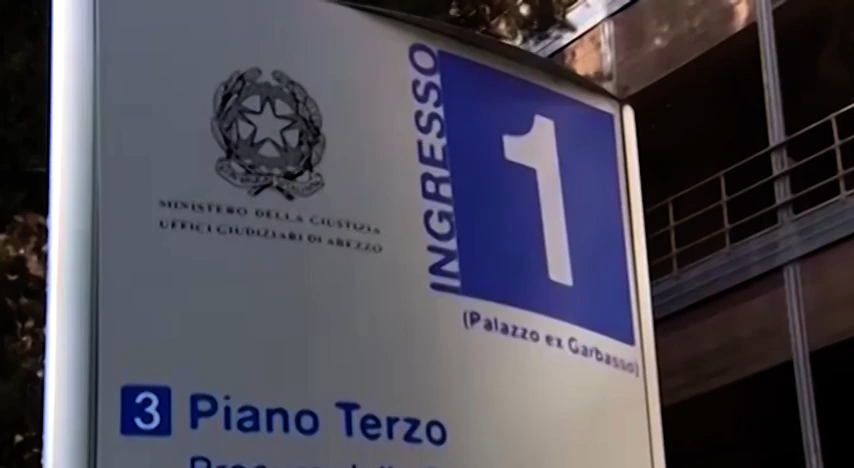 MINISTERO DELLA GIUSTIZIA
UFFICI GIUDIZIARI DI AREZZO
INGRESSO
1
(Palazzo ex Garbasso)
3 Piano Terzo